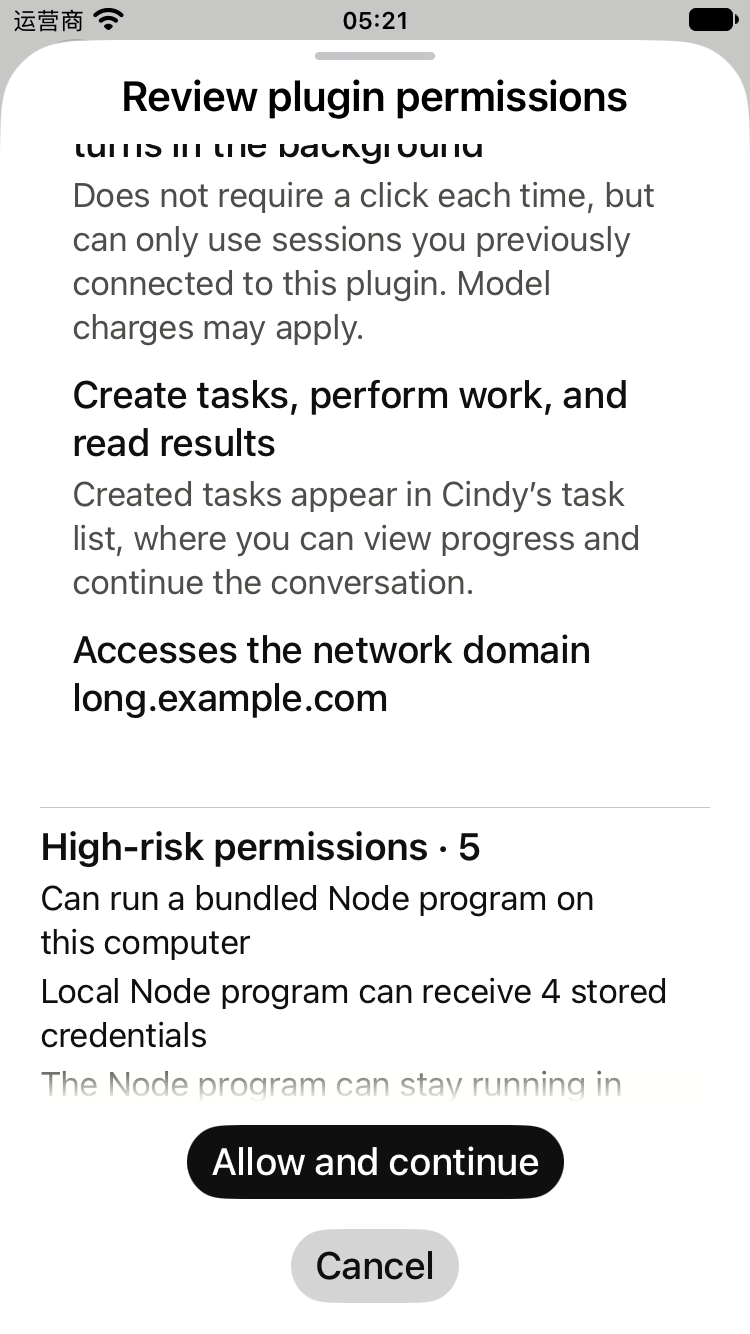 运营商
05:21
Review plugin permissions
turns in the background
Does not require a click each time, but
can only use sessions you previously
connected to this plugin. Model
charges may apply.
Create tasks, perform work, and
read results
Created tasks appear in Cindy’s task
list, where you can view progress and
continue the conversation.
Accesses the network domain
long.example.com
High-risk permissions · 5
Can run a bundled Node program on
this computer
Local Node program can receive 4 stored
credentials
The Node program can stay running in
Allow and continue
Cancel